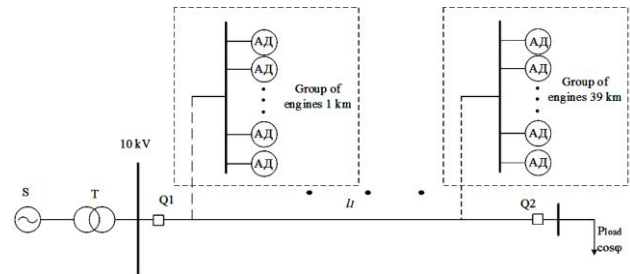 АД
АД
АД
АД
Group of
engines 1 km
АД
АД
АД
АД
Group of
engines 39 km
10 kV
S
T
Q1
l1
Q2
Pload
cosφ